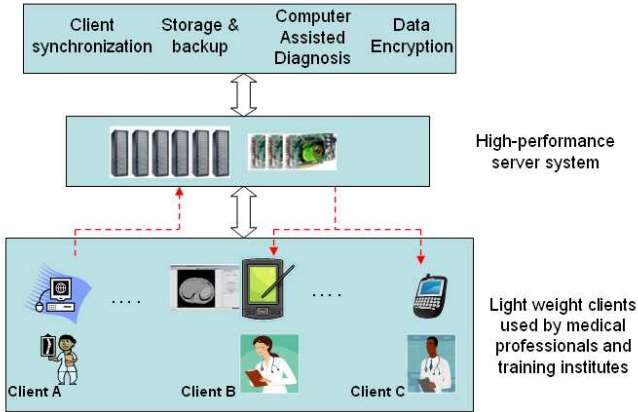 Client
synchronization
Storage &
backup
Computer
Assisted
Diagnosis
Data
Encryption
High-performance
server system
....
....
Light weight clients
used by medical
professionals and
training institutes
Client A
Client B
Client C